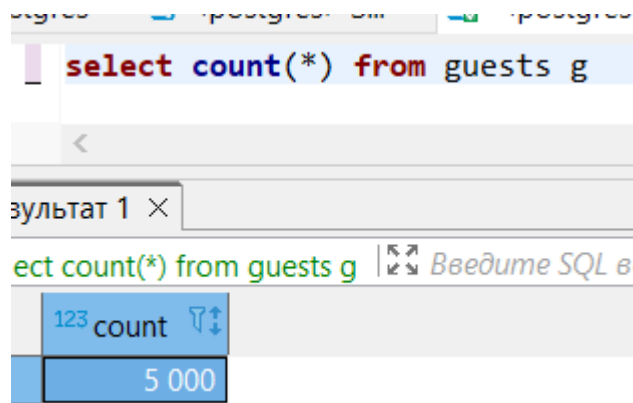 select count(*) from guests g
зультат 1
ect count(*) from guests g Введите SQL в
123 count
5 000